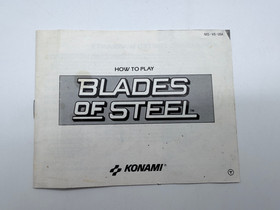 HOW TO PLAY
BLADES
OF STEEL
KONAMI